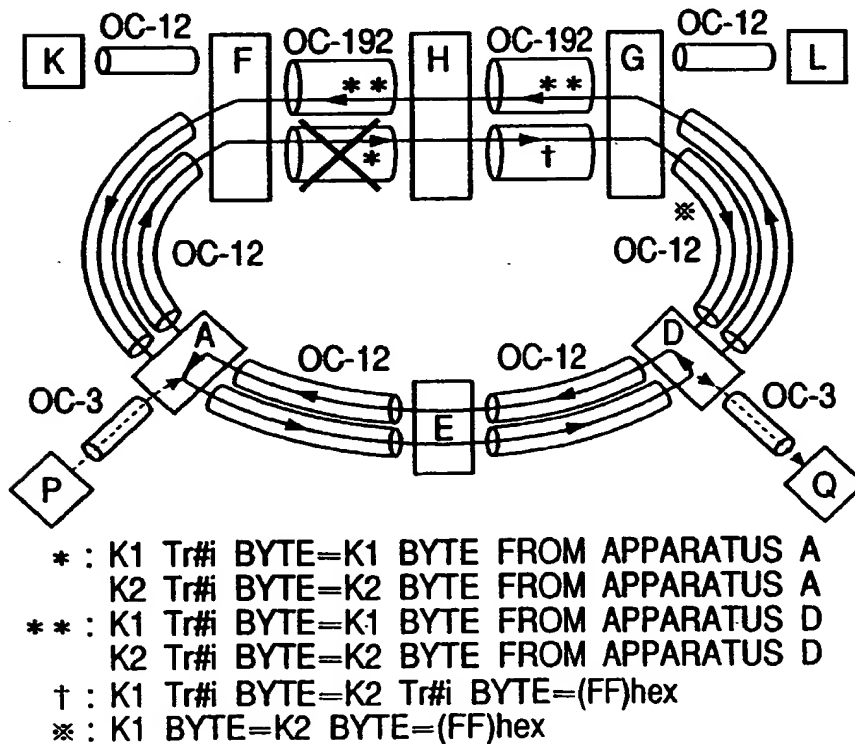 OC-12
OC-192
OC-192
OC-12
K
F
H
G
L
**
**
*
†
※
OC-12
OC-12
A
D
OC-12
OC-12
OC-3
OC-3
E
P
Q
* : K1 Tr#i BYTE=K1 BYTE FROM APPARATUS A
K2 Tr#i BYTE=K2 BYTE FROM APPARATUS A
** : K1 Tr#i BYTE=K1 BYTE FROM APPARATUS D
K2 Tr#i BYTE=K2 BYTE FROM APPARATUS D
† : K1 Tr#i BYTE=K2 Tr#i BYTE=(FF)hex
※ : K1 BYTE=K2 BYTE=(FF)hex